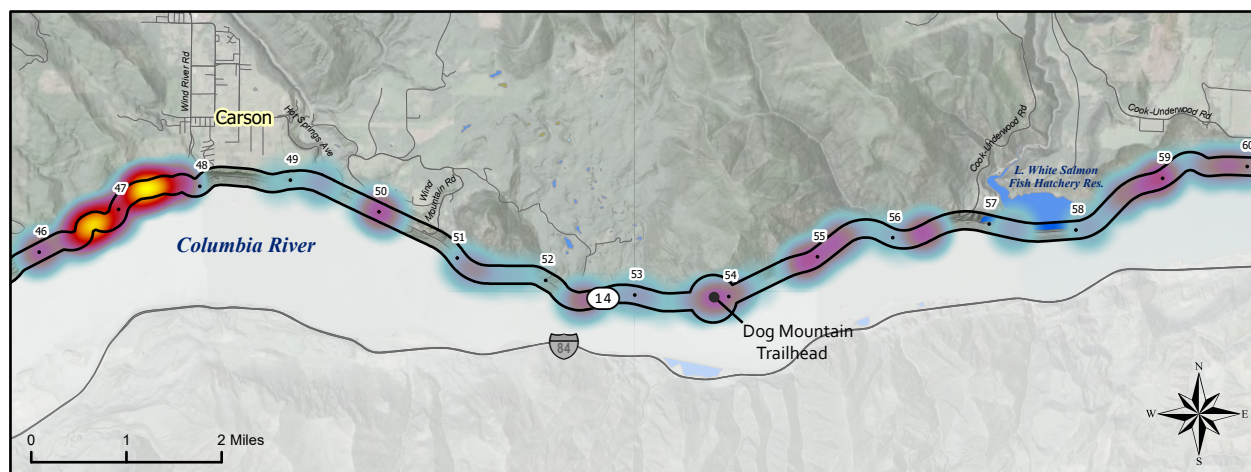 Wind River Rd
Carson
Hot Springs Ave
Wind
Mountain Rd
Cook-Underwood Rd
Cook-Underwood Rd
L. White Salmon
Fish Hatchery Res.
46
47
48
49
50
51
52
53
54
55
56
57
58
59
60
Columbia River
14
84
Dog Mountain
Trailhead
N
W
E
S
0 1 2 Miles